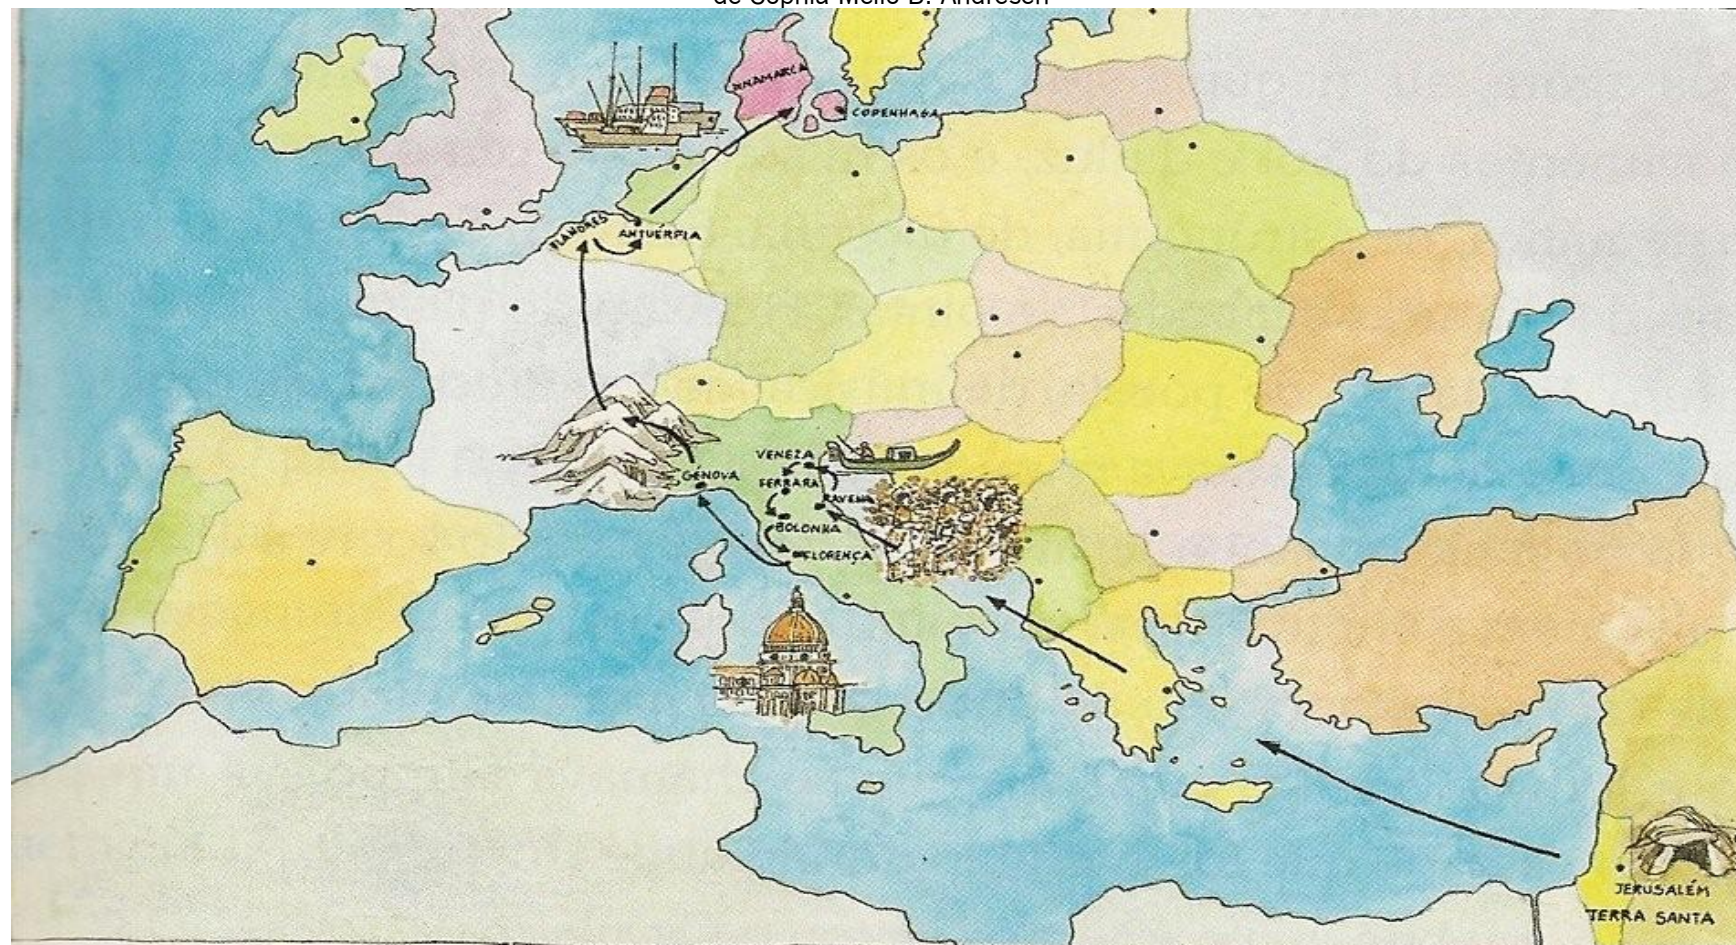 de Sophia Mello B. Andresen
DINAMARCA
COPENHAGA
FLANDRES
ANTUÉRPIA
VENEZA
GÉNOVA
FERRARA
RAVENA
BOLONHA
FLORENÇA
JERUSALÉM
TERRA SANTA